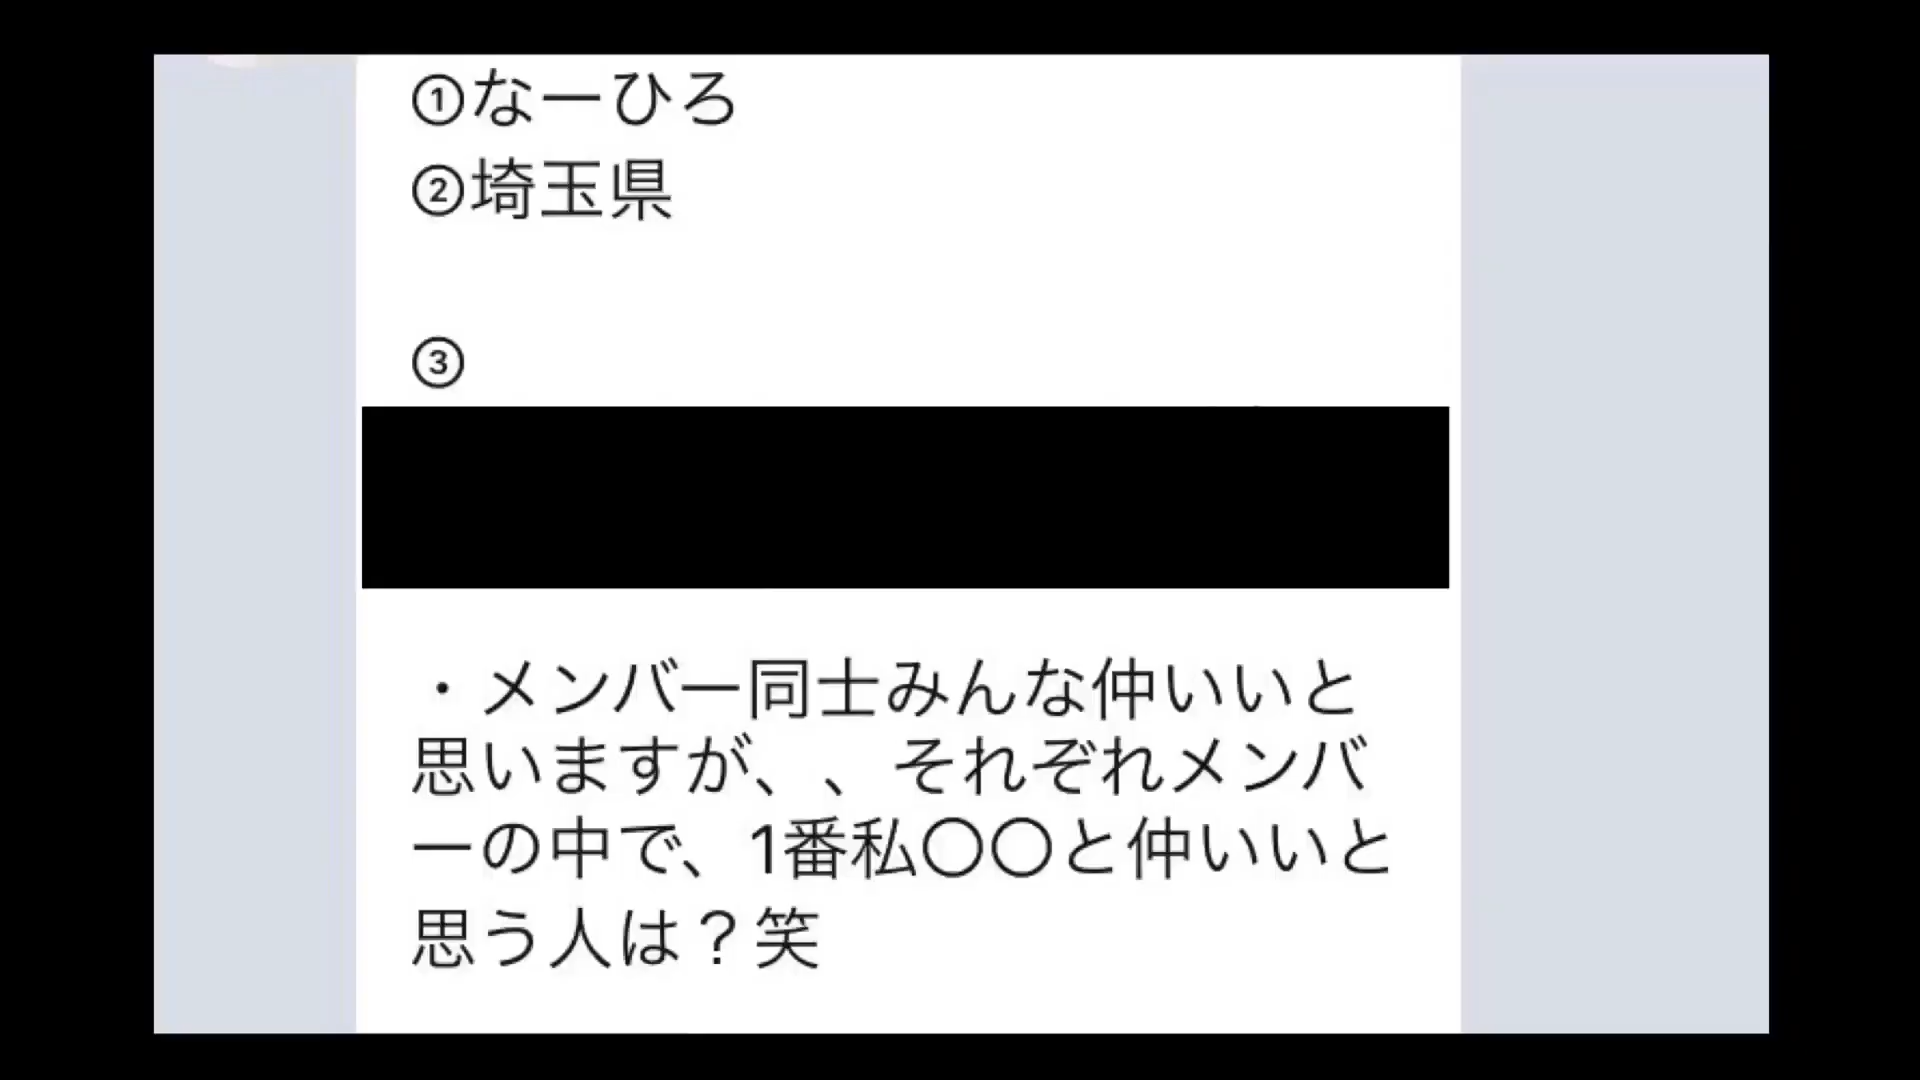 ①なーひろ
②埼玉県
③
・メンバー同士みんな仲いいと
思いますが、、それぞれメンバ
ーの中で、1番私〇〇と仲いいと
思う人は？笑